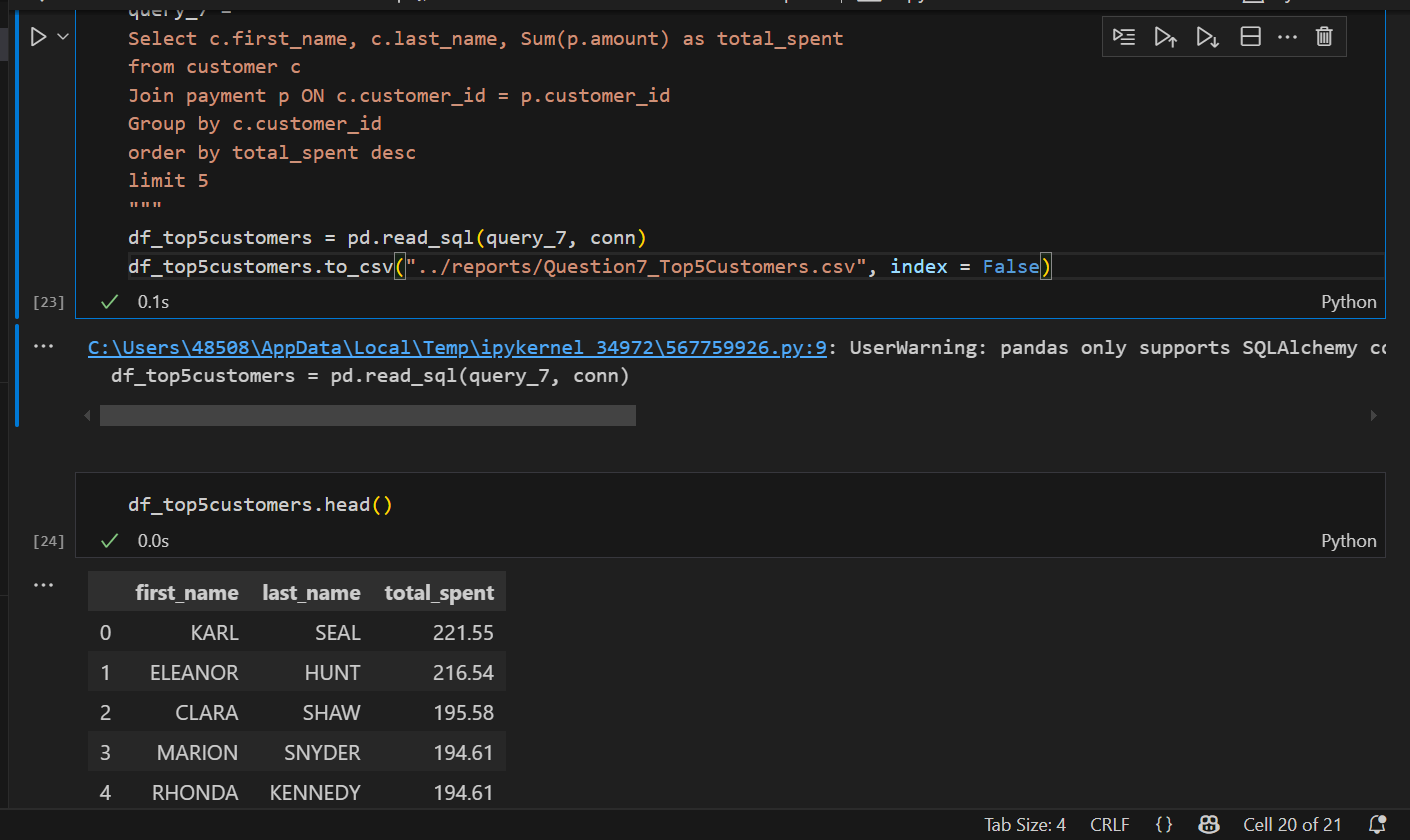 query_7 =
Select c.first_name, c.last_name, Sum(p.amount) as total_spent
from customer c
Join payment p ON c.customer_id = p.customer_id
Group by c.customer_id
order by total_spent desc
limit 5
"""
df_top5customers = pd.read_sql(query_7, conn)
df_top5customers.to_csv("../reports/Question7_Top5Customers.csv", index = False)
[23] 0.1s Python
C:\Users\48508\AppData\Local\Temp\ipykernel_34972\567759926.py:9: UserWarning: pandas only supports SQLAlchemy
df_top5customers = pd.read_sql(query_7, conn)
df_top5customers.head()
[24] 0.0s Python
first_name last_name total_spent
0 KARL SEAL 221.55
1 ELEANOR HUNT 216.54
2 CLARA SHAW 195.58
3 MARION SNYDER 194.61
4 RHONDA KENNEDY 194.61
Tab Size: 4 CRLF {} Cell 20 of 21